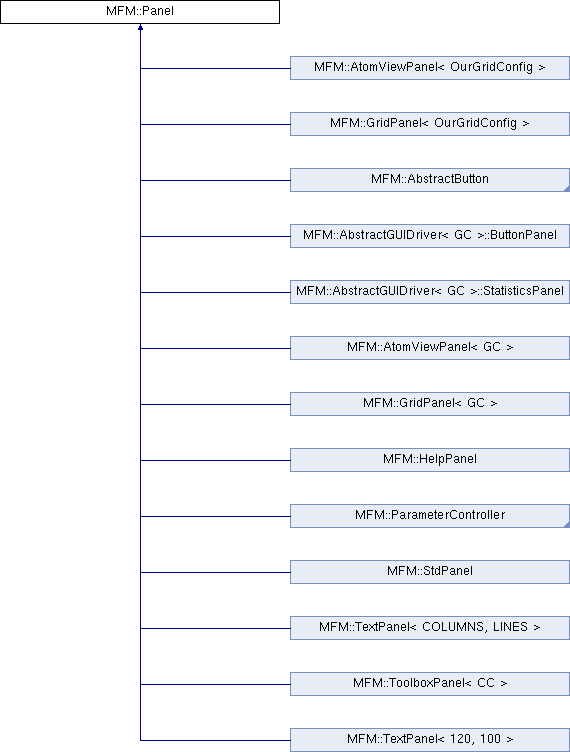 MFM::Panel
MFM::AtomViewPanel< OurGridConfig >
MFM::GridPanel< OurGridConfig >
MFM::AbstractButton
MFM::AbstractGUIDriver< GC >::ButtonPanel
MFM::AbstractGUIDriver< GC >::StatisticsPanel
MFM::AtomViewPanel< GC >
MFM::GridPanel< GC >
MFM::HelpPanel
MFM::ParameterController
MFM::StdPanel
MFM::TextPanel< COLUMNS, LINES >
MFM::ToolboxPanel< CC >
MFM::TextPanel< 120, 100 >